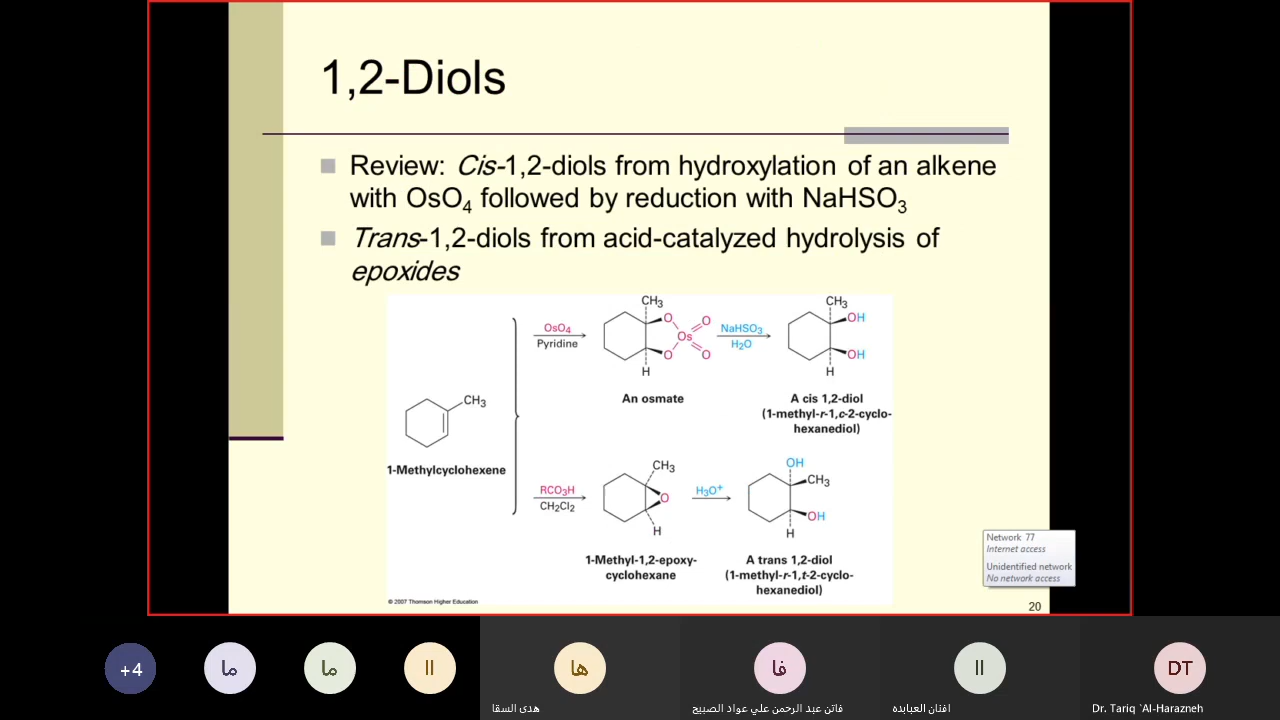 1,2-Diols
Review: Cis-1,2-diols from hydroxylation of an alkene
with OsO4 followed by reduction with NaHSO3
Trans-1,2-diols from acid-catalyzed hydrolysis of
epoxides
CH3
1-Methylcyclohexene
OsO4
Pyridine
CH3
O
Os
O
O
O
H
An osmate
NaHSO3
H2O
CH3
OH
OH
H
A cis 1,2-diol
(1-methyl-r-1,c-2-cyclo-
hexanediol)
RCO3H
CH2Cl2
CH3
O
H
1-Methyl-1,2-epoxy-
cyclohexane
H3O+
OH
CH3
OH
H
A trans 1,2-diol
(1-methyl-r-1,t-2-cyclo-
hexanediol)
© 2007 Thomson Higher Education
Network 77
Internet access
Unidentified network
No network access
20
+4
ما
ما
اا
ها
هدى السقا
فا
فاتن عبد الرحمن علي عواد الصبيح
اا
افنان العبابده
DT
Dr. Tariq `Al-Harazneh